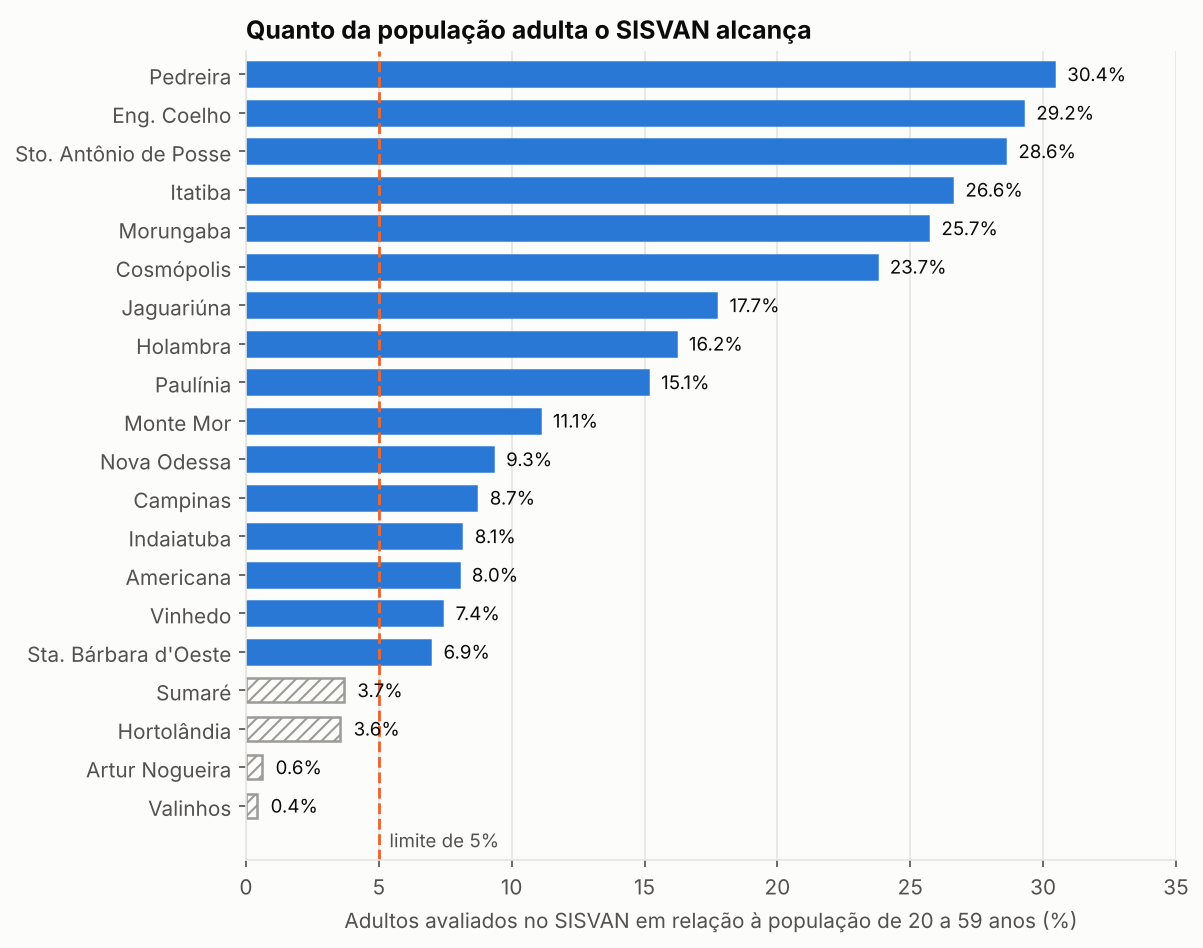 Quanto da população adulta o SISVAN alcança
Pedreira 30.4%
Eng. Coelho 29.2%
Sto. Antônio de Posse 28.6%
Itatiba 26.6%
Morungaba 25.7%
Cosmópolis 23.7%
Jaguariúna 17.7%
Holambra 16.2%
Paulínia 15.1%
Monte Mor 11.1%
Nova Odessa 9.3%
Campinas 8.7%
Indaiatuba 8.1%
Americana 8.0%
Vinhedo 7.4%
Sta. Bárbara d'Oeste 6.9%
Sumaré 3.7%
Hortolândia 3.6%
Artur Nogueira 0.6%
Valinhos 0.4%
limite de 5%
0 5 10 15 20 25 30 35
Adultos avaliados no SISVAN em relação à população de 20 a 59 anos (%)